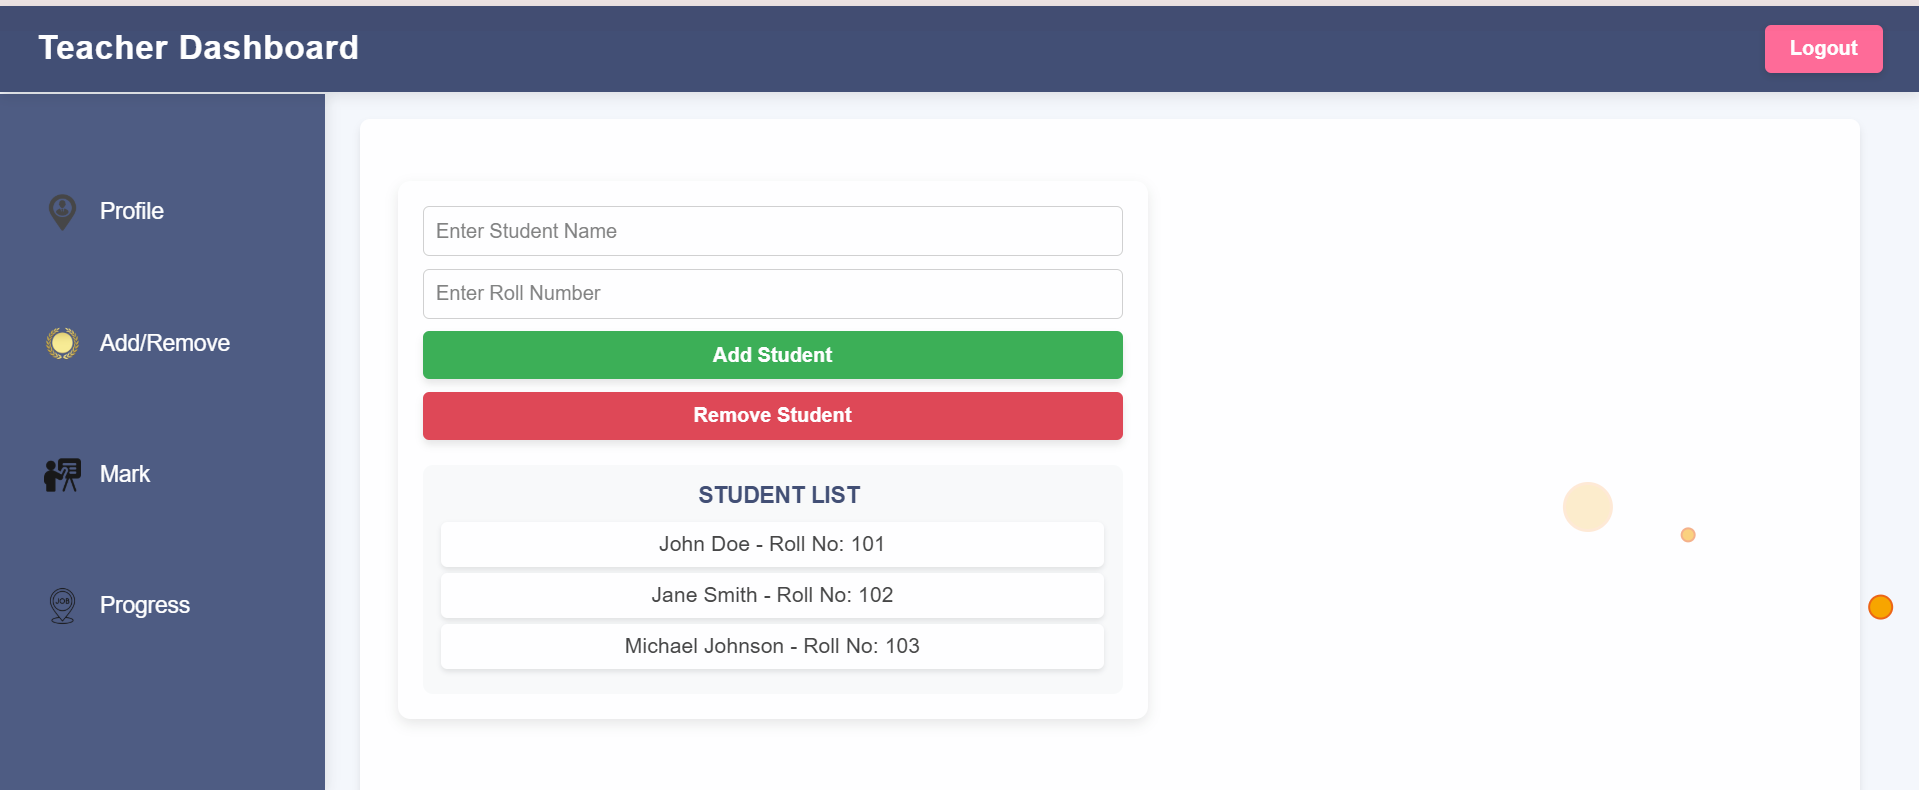 Teacher Dashboard
Logout
Profile
Add/Remove
Mark
JOB
Progress
Enter Student Name
Enter Roll Number
Add Student
Remove Student
STUDENT LIST
John Doe - Roll No: 101
Jane Smith - Roll No: 102
Michael Johnson - Roll No: 103